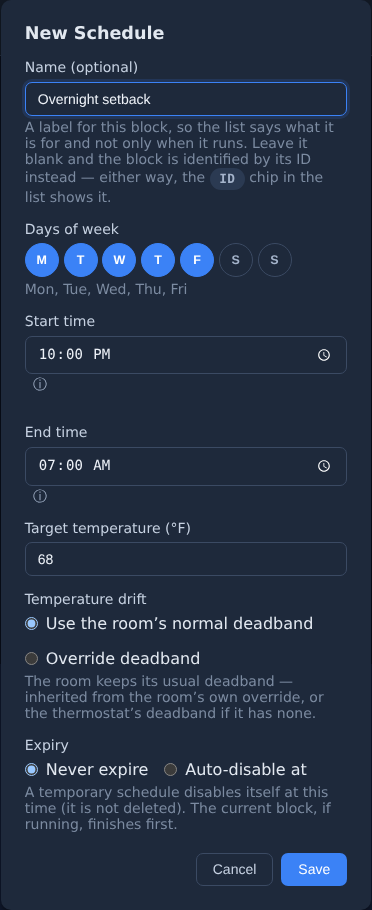 New Schedule
Name (optional)
Overnight setback
A label for this block, so the list says what it
is for and not only when it runs. Leave it
blank and the block is identified by its ID
instead — either way, the ID chip in the
list shows it.
Days of week
M T W T F S S
Mon, Tue, Wed, Thu, Fri
Start time
10:00 PM
ⓘ
End time
07:00 AM
ⓘ
Target temperature (°F)
68
Temperature drift
Use the room’s normal deadband
Override deadband
The room keeps its usual deadband —
inherited from the room’s own override, or
the thermostat’s deadband if it has none.
Expiry
Never expire Auto-disable at
A temporary schedule disables itself at this
time (it is not deleted). The current block, if
running, finishes first.
Cancel Save